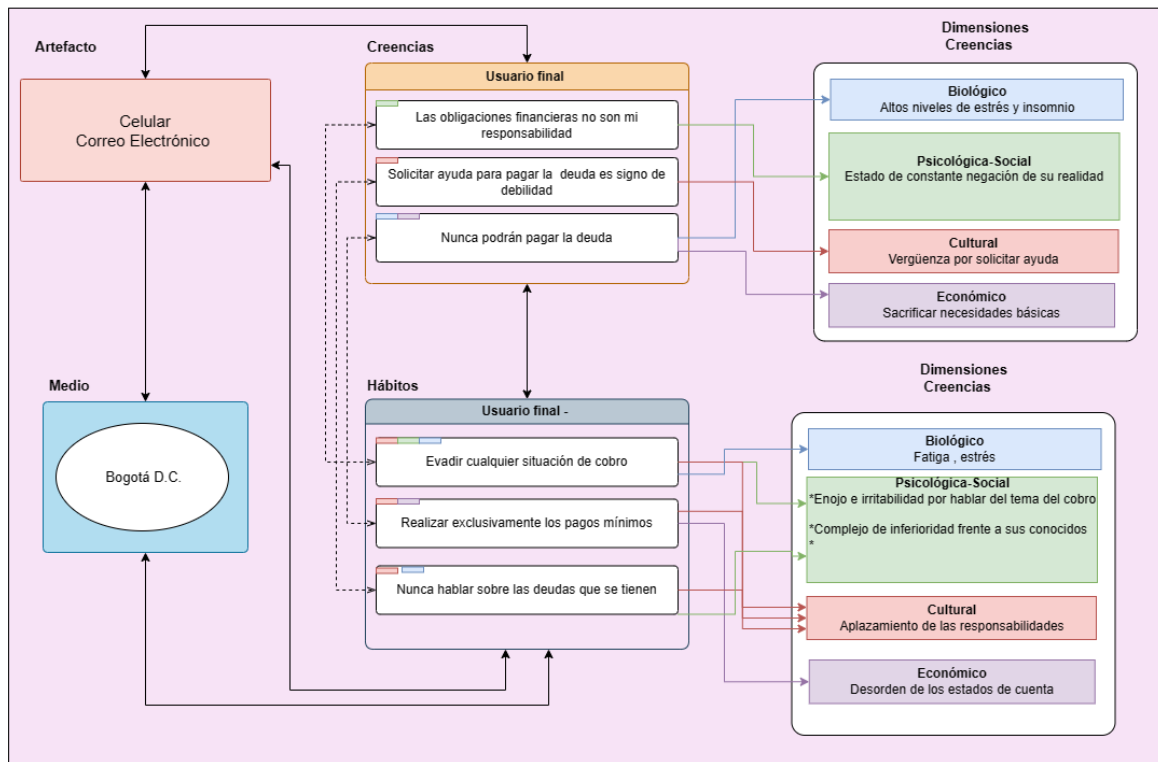 Artefacto
Celular
Correo Electrónico
Medio
Bogotá D.C.
Creencias
Usuario final
Las obligaciones financieras no son mi
responsabilidad
Solicitar ayuda para pagar la deuda es signo de
debilidad
Nunca podrán pagar la deuda
Dimensiones
Creencias
Biológico
Altos niveles de estrés y insomnio
Psicológica-Social
Estado de constante negación de su realidad
Cultural
Vergüenza por solicitar ayuda
Económico
Sacrificar necesidades básicas
Hábitos
Usuario final -
Evadir cualquier situación de cobro
Realizar exclusivamente los pagos mínimos
Nunca hablar sobre las deudas que se tienen
Dimensiones
Creencias
Biológico
Fatiga , estrés
Psicológica-Social
*Enojo e irritabilidad por hablar del tema del cobro
*Complejo de inferioridad frente a sus conocidos
*
Cultural
Aplazamiento de las responsabilidades
Económico
Desorden de los estados de cuenta